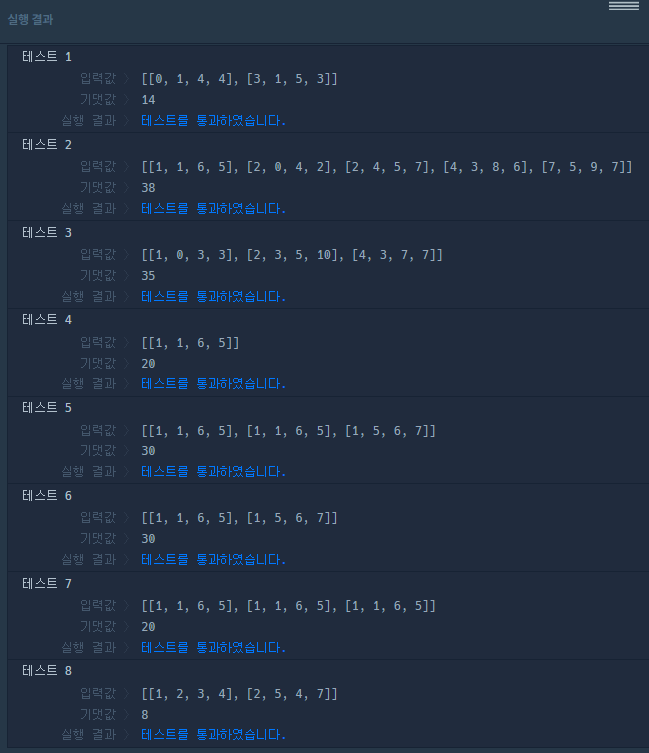 실행 결과
테스트 1
입력값 〉 [[0, 1, 4, 4], [3, 1, 5, 3]]
기댓값 〉 14
실행 결과 〉 테스트를 통과하였습니다.
테스트 2
입력값 〉 [[1, 1, 6, 5], [2, 0, 4, 2], [2, 4, 5, 7], [4, 3, 8, 6], [7, 5, 9, 7]]
기댓값 〉 38
실행 결과 〉 테스트를 통과하였습니다.
테스트 3
입력값 〉 [[1, 0, 3, 3], [2, 3, 5, 10], [4, 3, 7, 7]]
기댓값 〉 35
실행 결과 〉 테스트를 통과하였습니다.
테스트 4
입력값 〉 [[1, 1, 6, 5]]
기댓값 〉 20
실행 결과 〉 테스트를 통과하였습니다.
테스트 5
입력값 〉 [[1, 1, 6, 5], [1, 1, 6, 5], [1, 5, 6, 7]]
기댓값 〉 30
실행 결과 〉 테스트를 통과하였습니다.
테스트 6
입력값 〉 [[1, 1, 6, 5], [1, 5, 6, 7]]
기댓값 〉 30
실행 결과 〉 테스트를 통과하였습니다.
테스트 7
입력값 〉 [[1, 1, 6, 5], [1, 1, 6, 5], [1, 1, 6, 5]]
기댓값 〉 20
실행 결과 〉 테스트를 통과하였습니다.
테스트 8
입력값 〉 [[1, 2, 3, 4], [2, 5, 4, 7]]
기댓값 〉 8
실행 결과 〉 테스트를 통과하였습니다.